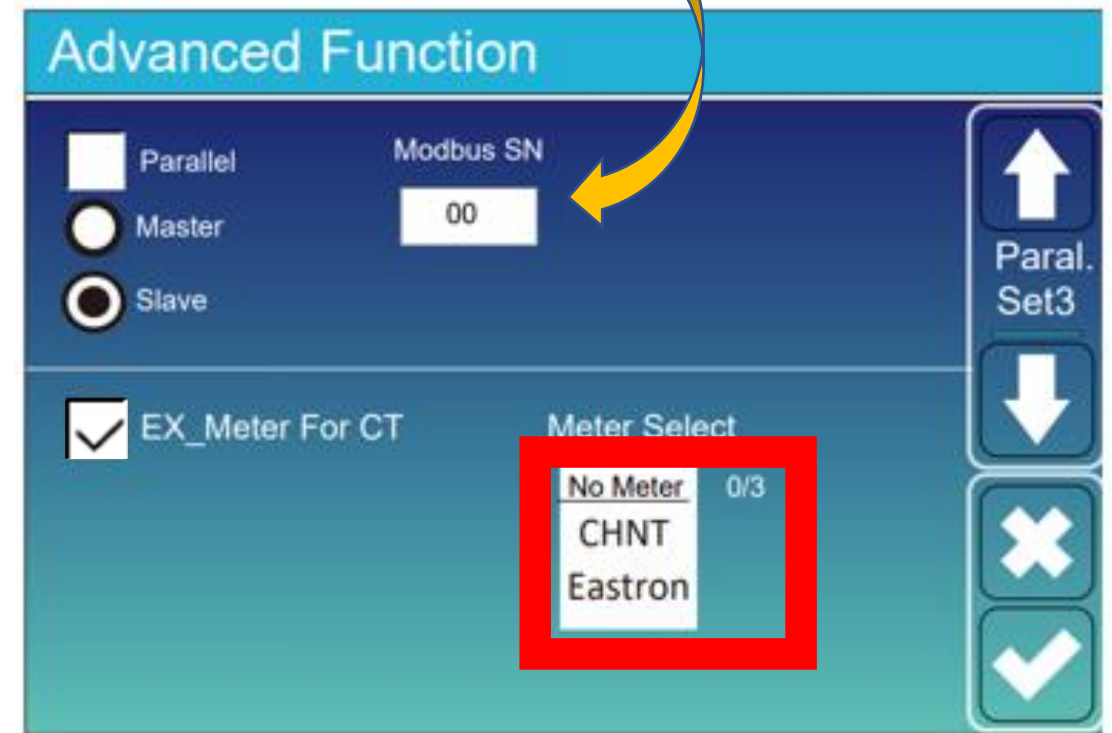 Advanced Function
Parallel
Modbus SN
Master
00
Slave
Paral.
Set3
EX_Meter For CT
Meter Select
No Meter 0/3
CHNT
Eastron